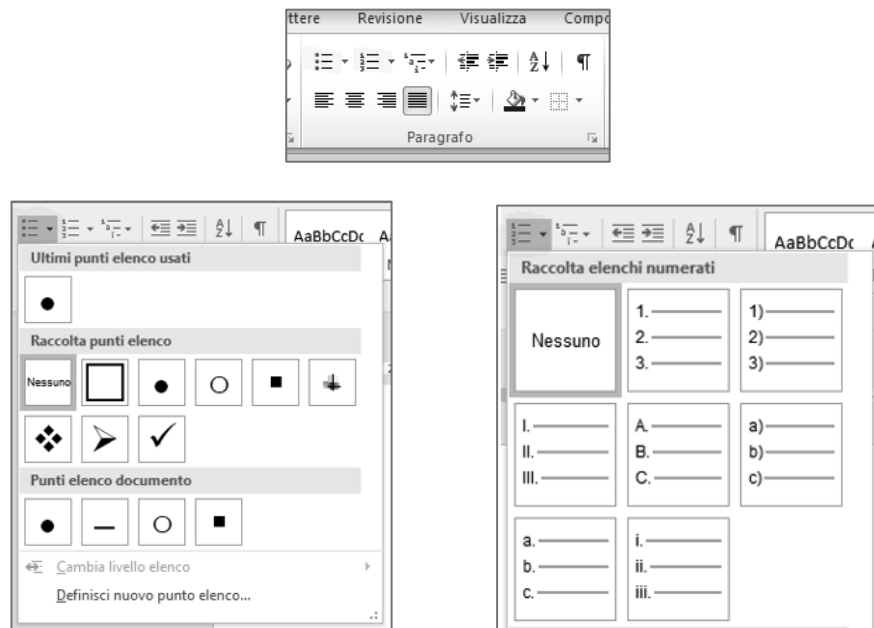 ttere Revisione Visualizza Compo
Paragrafo
AaBbCcDc A
Ultimi punti elenco usati
Raccolta punti elenco
Nessuno
Punti elenco documento
Cambia livello elenco
Definisci nuovo punto elenco...
AaBbCcDc
Raccolta elenchi numerati
Nessuno
1.
2.
3.
1)
2)
3)
I.
II.
III.
A.
B.
C.
a)
b)
c)
a.
b.
c.
i.
ii.
iii.